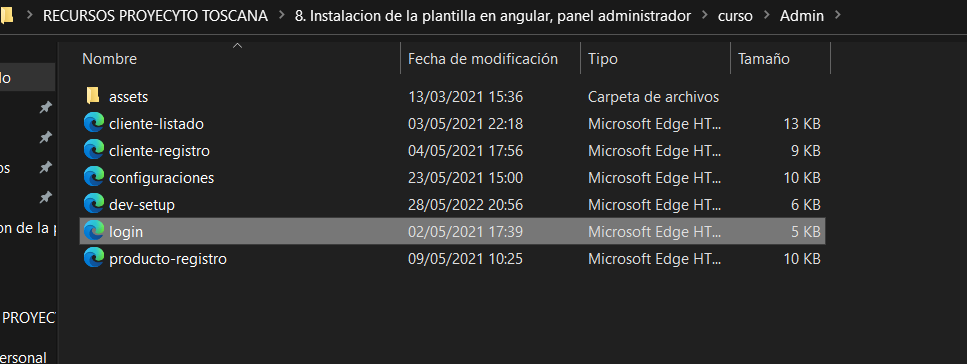 RECURSOS PROYECYTO TOSCANA > 8. Instalacion de la plantilla en angular, panel administrador > curso > Admin >
Nombre Fecha de modificación Tipo Tamaño
assets 13/03/2021 15:36 Carpeta de archivos
cliente-listado 03/05/2021 22:18 Microsoft Edge HT... 13 KB
cliente-registro 04/05/2021 17:56 Microsoft Edge HT... 9 KB
configuraciones 23/05/2021 15:00 Microsoft Edge HT... 10 KB
dev-setup 28/05/2022 20:56 Microsoft Edge HT... 6 KB
login 02/05/2021 17:39 Microsoft Edge HT... 5 KB
producto-registro 09/05/2021 10:25 Microsoft Edge HT... 10 KB
lo
os
on de la p
PROYEC
ersonal